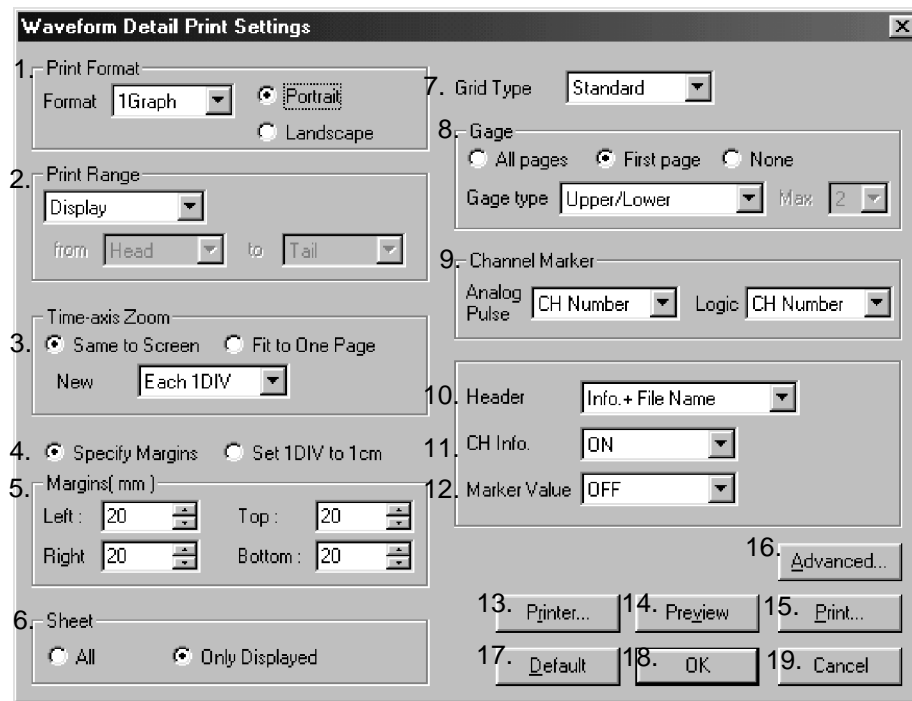 Waveform Detail Print Settings
1. Print Format
Format 1Graph Portrait
Landscape
2. Print Range
Display
from Head to Tail
Time-axis Zoom
3. Same to Screen Fit to One Page
New Each 1DIV
4. Specify Margins Set 1DIV to 1cm
5. Margins( mm )
Left : 20 Top : 20
Right 20 Bottom : 20
6. Sheet
All Only Displayed
7. Grid Type Standard
8. Gage
All pages First page None
Gage type Upper/Lower Max 2
9. Channel Marker
Analog
Pulse CH Number Logic CH Number
10. Header Info.+ File Name
11. CH Info. ON
12. Marker Value OFF
16. Advanced...
13. Printer... 14. Preview 15. Print...
17. Default 18. OK 19. Cancel